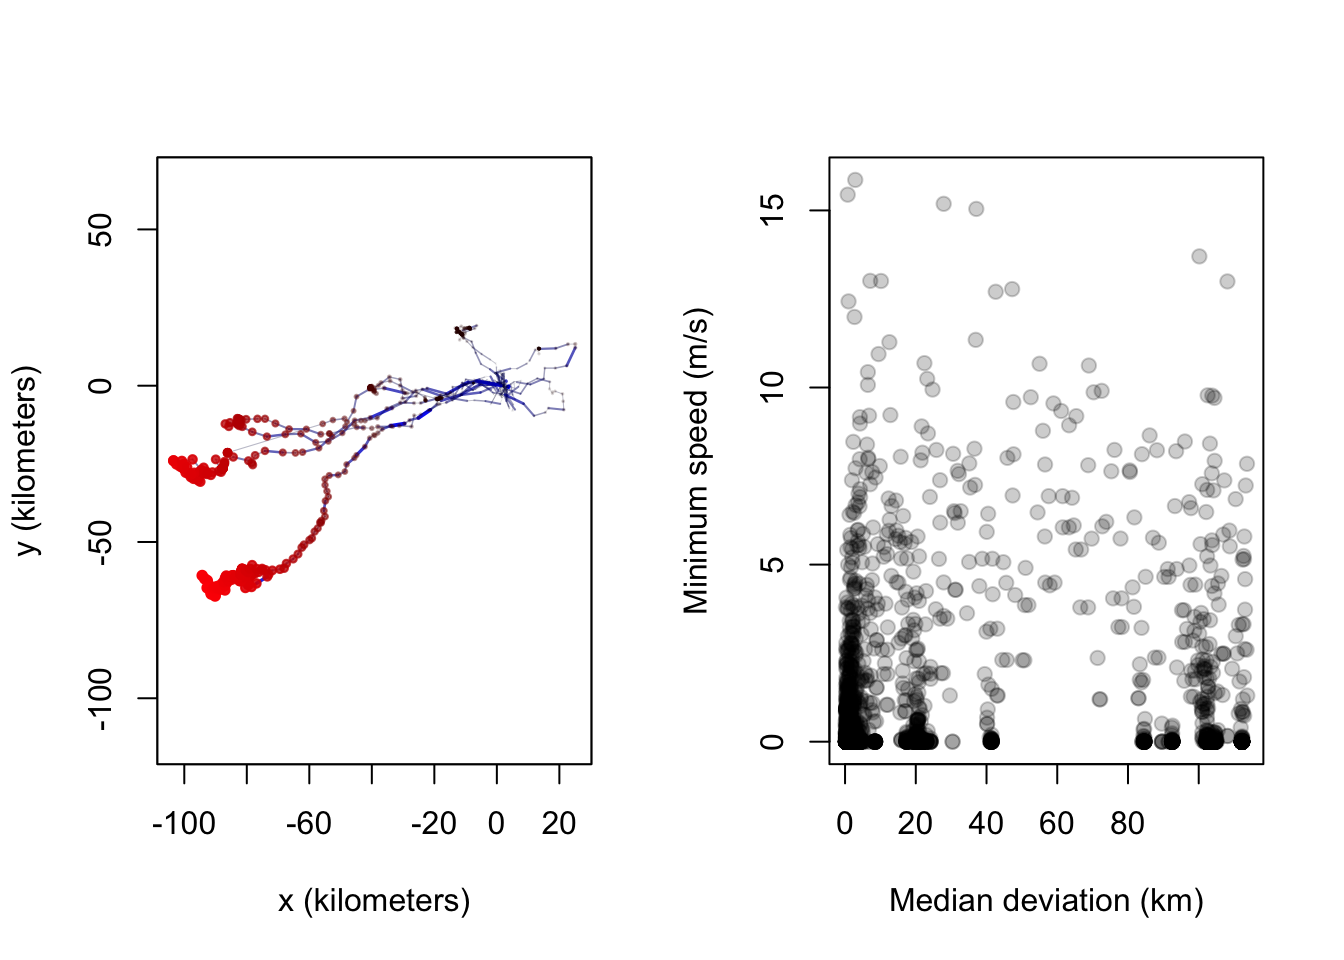 y (kilometers)
50
0
-50
-100
-100 -60 -20 0 20
x (kilometers)
Minimum speed (m/s)
15
10
5
0
0 20 40 60 80
Median deviation (km)